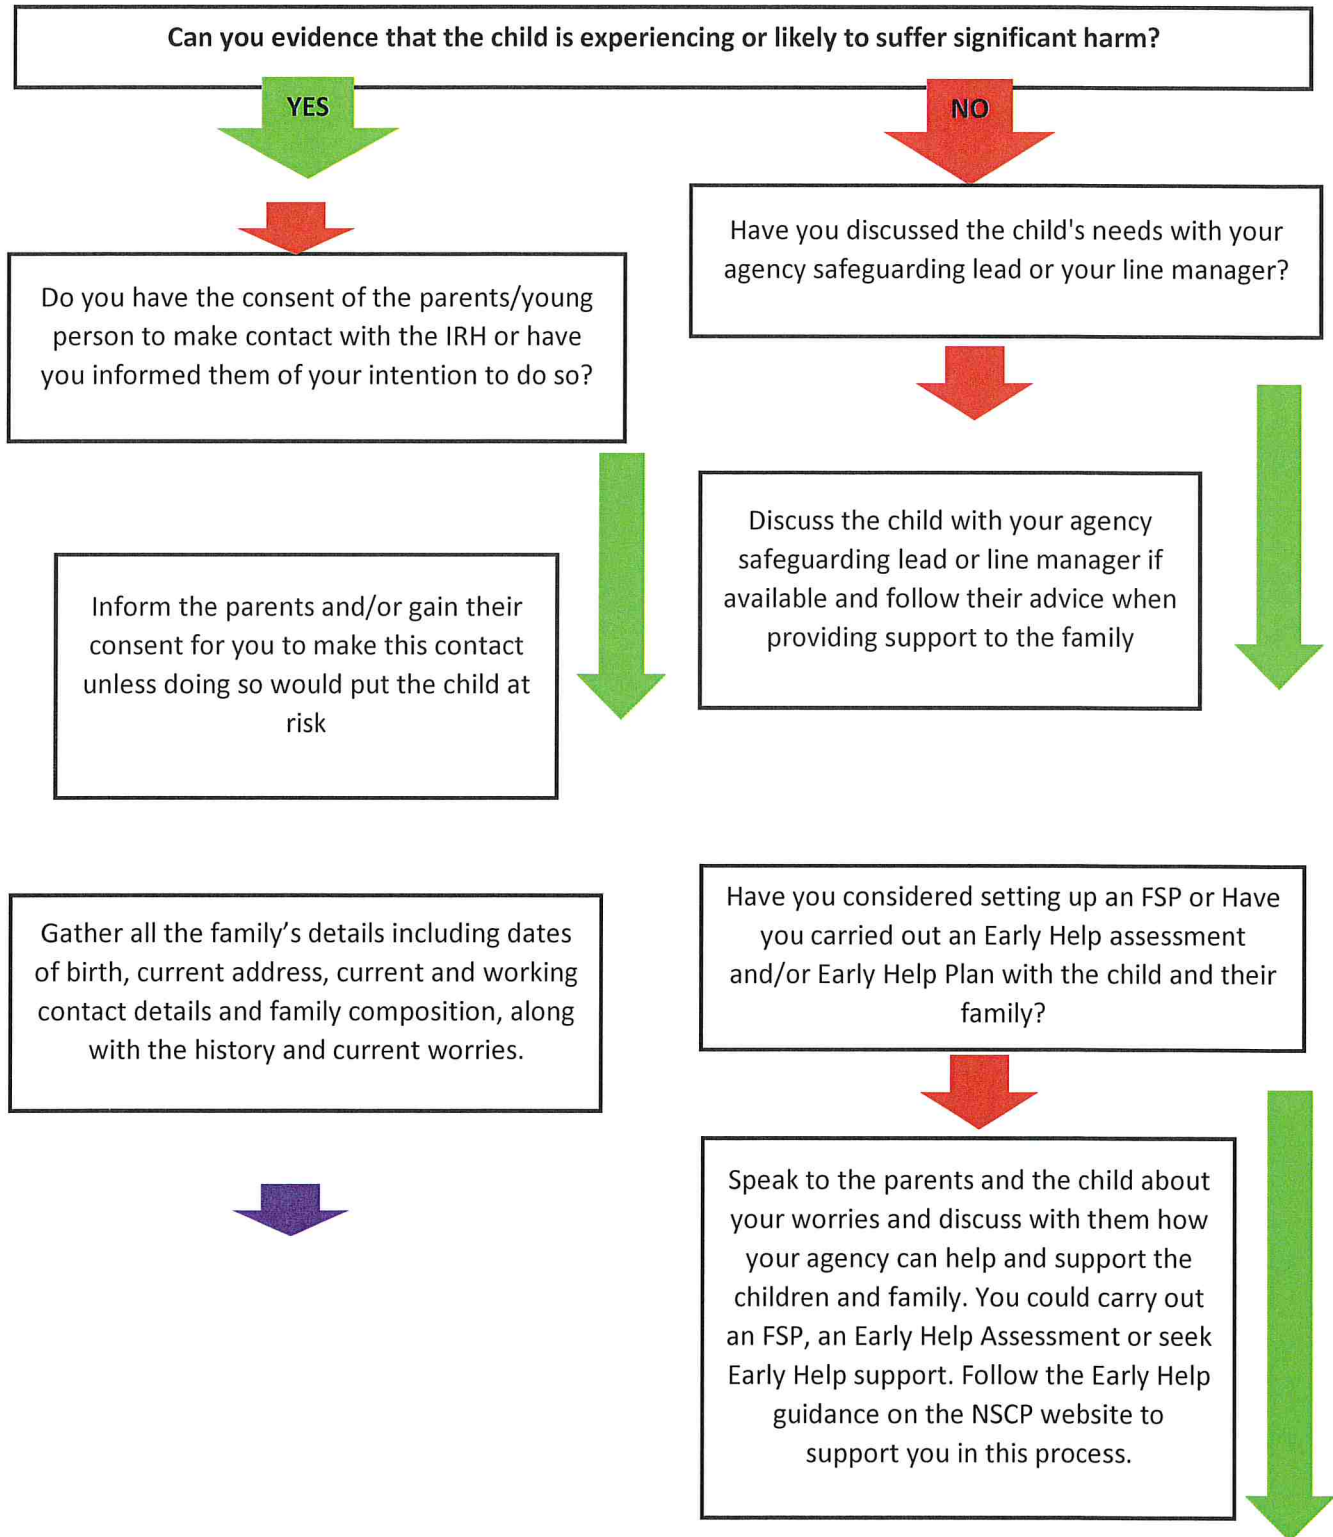 Can you evidence that the child is experiencing or likely to suffer significant harm?
YES
NO
Do you have the consent of the parents/young
person to make contact with the IRH or have
you informed them of your intention to do so?
Have you discussed the child's needs with your
agency safeguarding lead or your line manager?
Inform the parents and/or gain their
consent for you to make this contact
unless doing so would put the child at
risk
Discuss the child with your agency
safeguarding lead or line manager if
available and follow their advice when
providing support to the family
Gather all the family’s details including dates
of birth, current address, current and working
contact details and family composition, along
with the history and current worries.
Have you considered setting up an FSP or Have
you carried out an Early Help assessment
and/or Early Help Plan with the child and their
family?
Speak to the parents and the child about
your worries and discuss with them how
your agency can help and support the
children and family. You could carry out
an FSP, an Early Help Assessment or seek
Early Help support. Follow the Early Help
guidance on the NSCP website to
support you in this process.